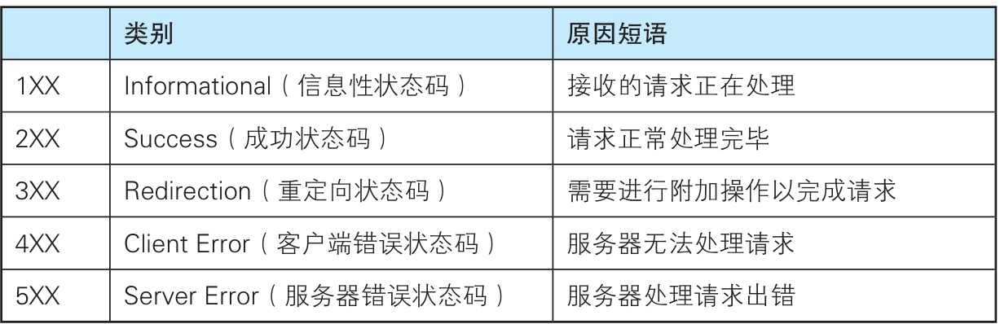 类别 原因短语
1XX Informational（信息性状态码） 接收的请求正在处理
2XX Success（成功状态码） 请求正常处理完毕
3XX Redirection（重定向状态码） 需要进行附加操作以完成请求
4XX Client Error（客户端错误状态码） 服务器无法处理请求
5XX Server Error（服务器错误状态码） 服务器处理请求出错